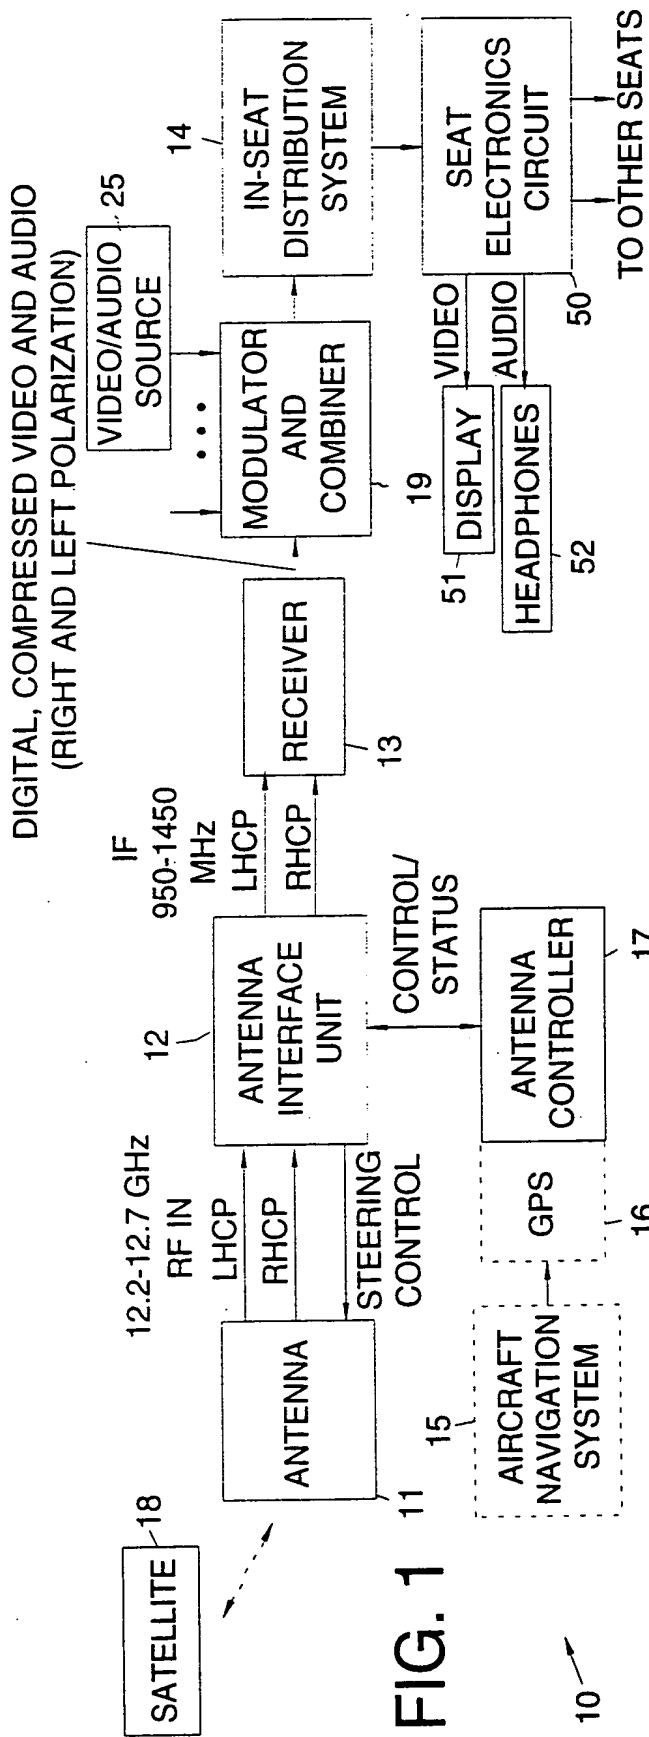 DIGITAL, COMPRESSED VIDEO AND AUDIO
(RIGHT AND LEFT POLARIZATION)
SATELLITE
18
12.2-12.7 GHz
RF IN
LHCP
RHCP
STEERING
CONTROL
ANTENNA
11
12
ANTENNA
INTERFACE
UNIT
IF
950-1450
MHz
LHCP
RHCP
RECEIVER
13
VIDEO/AUDIO
SOURCE
25
MODULATOR
AND
COMBINER
19
14
IN-SEAT
DISTRIBUTION
SYSTEM
CONTROL/
STATUS
15
AIRCRAFT
NAVIGATION
SYSTEM
GPS
16
ANTENNA
CONTROLLER
17
SEAT
ELECTRONICS
CIRCUIT
50
VIDEO
AUDIO
DISPLAY
51
HEADPHONES
52
TO OTHER SEATS
FIG. 1
10